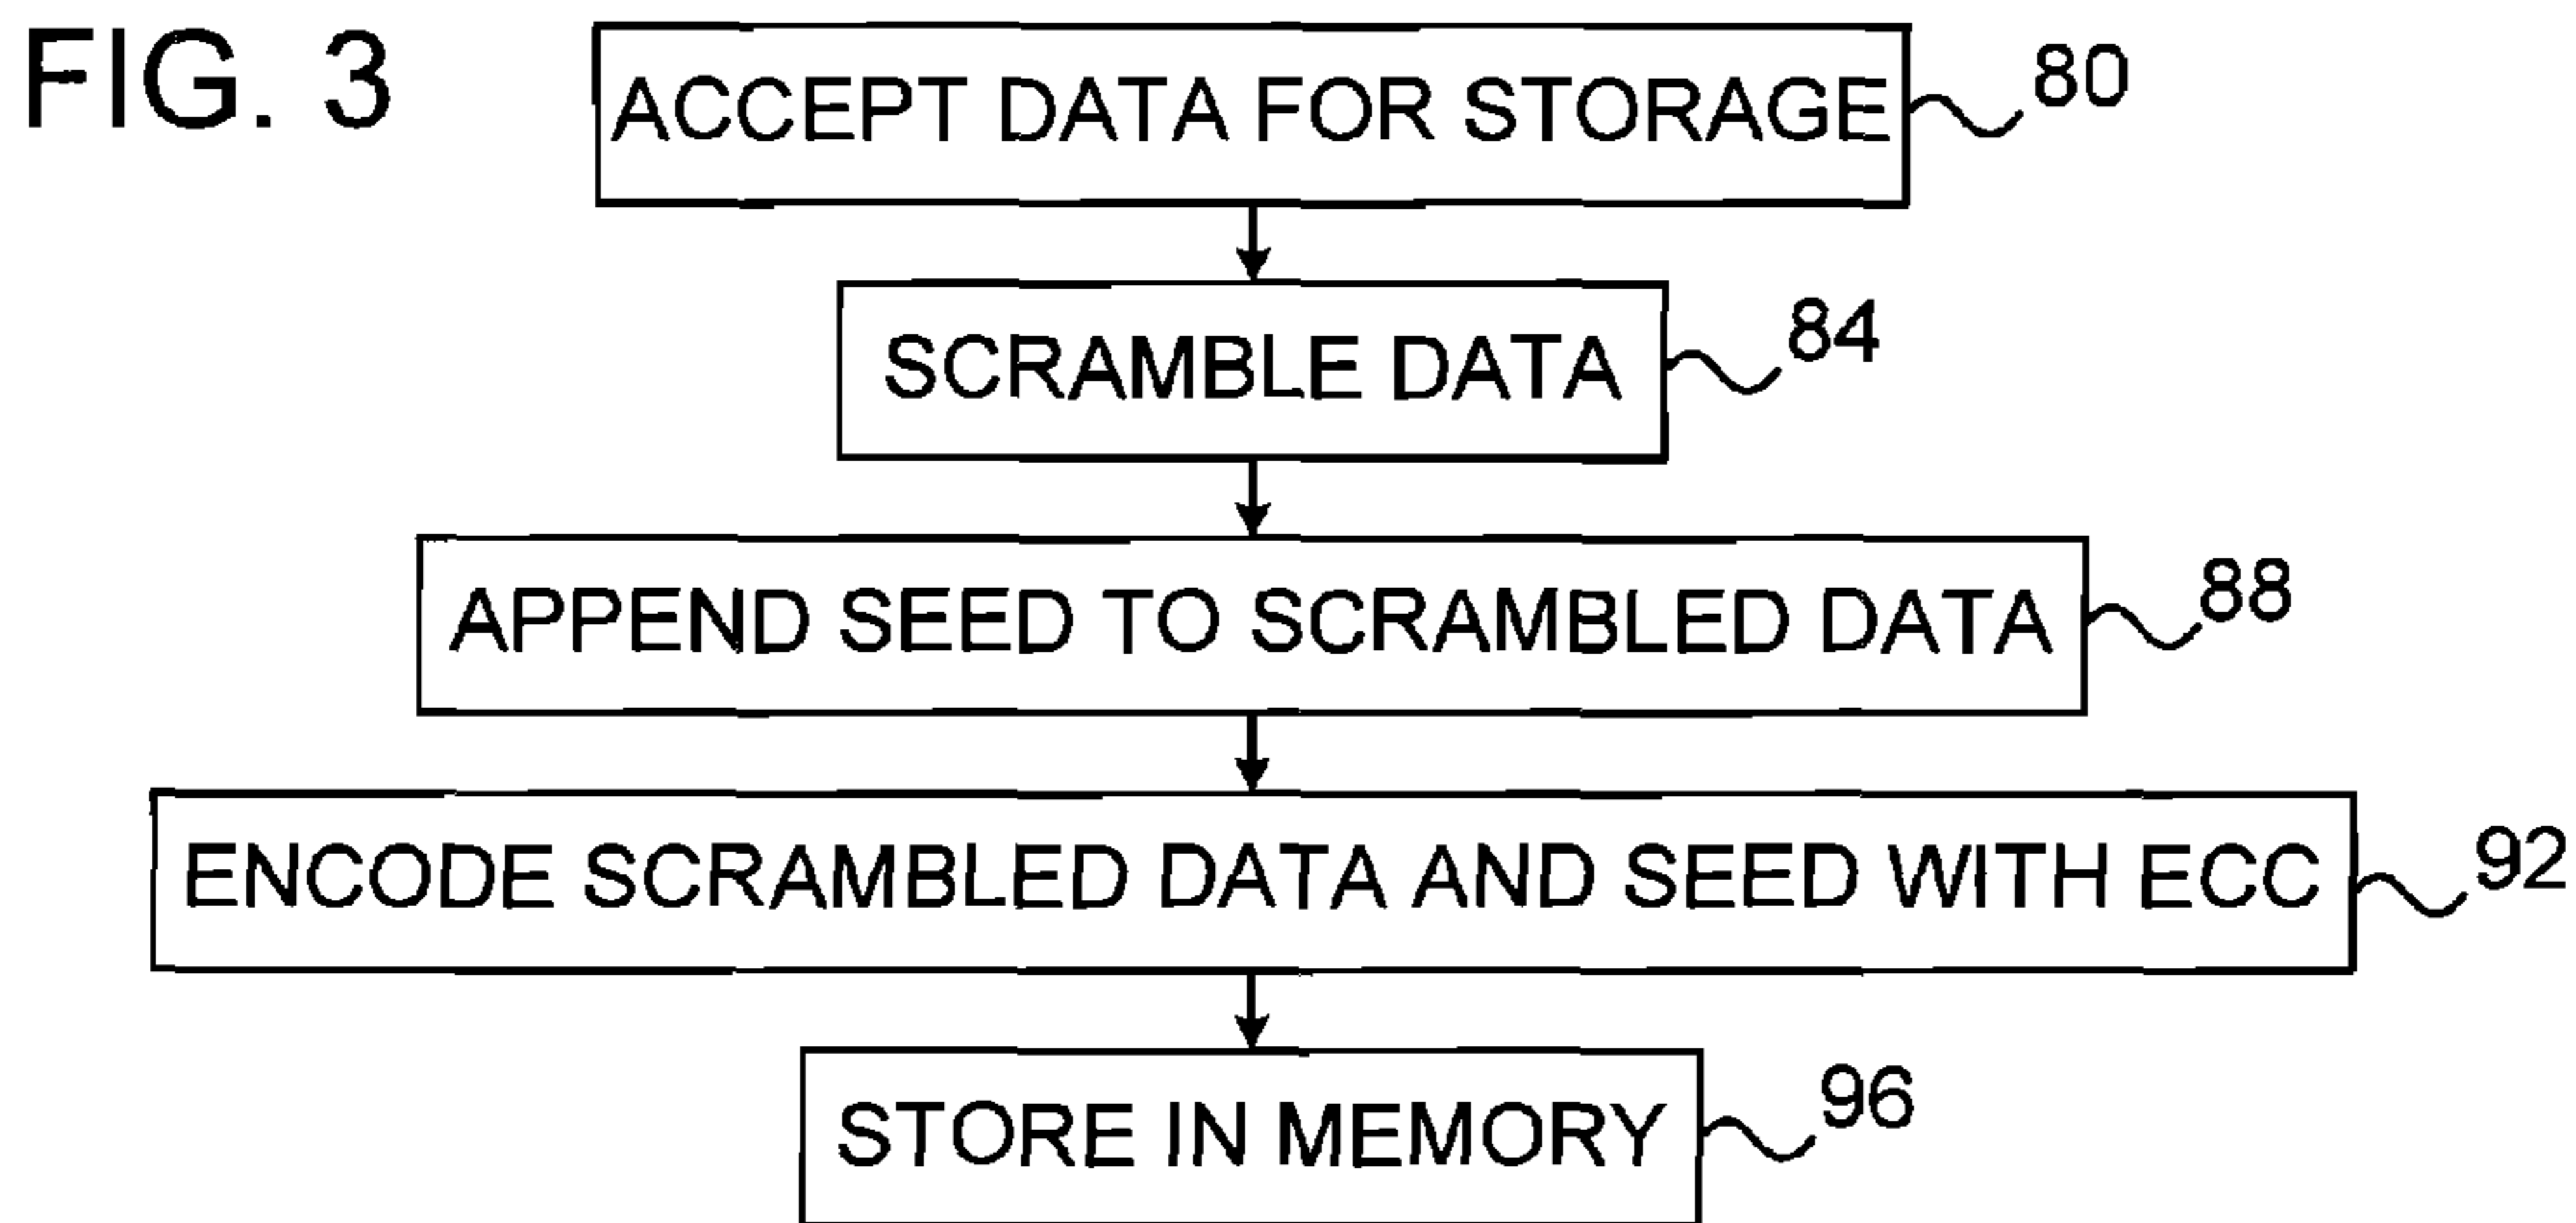 FIG. 3
ACCEPT DATA FOR STORAGE 80
SCRAMBLE DATA 84
APPEND SEED TO SCRAMBLED DATA 88
ENCODE SCRAMBLED DATA AND SEED WITH ECC 92
STORE IN MEMORY 96